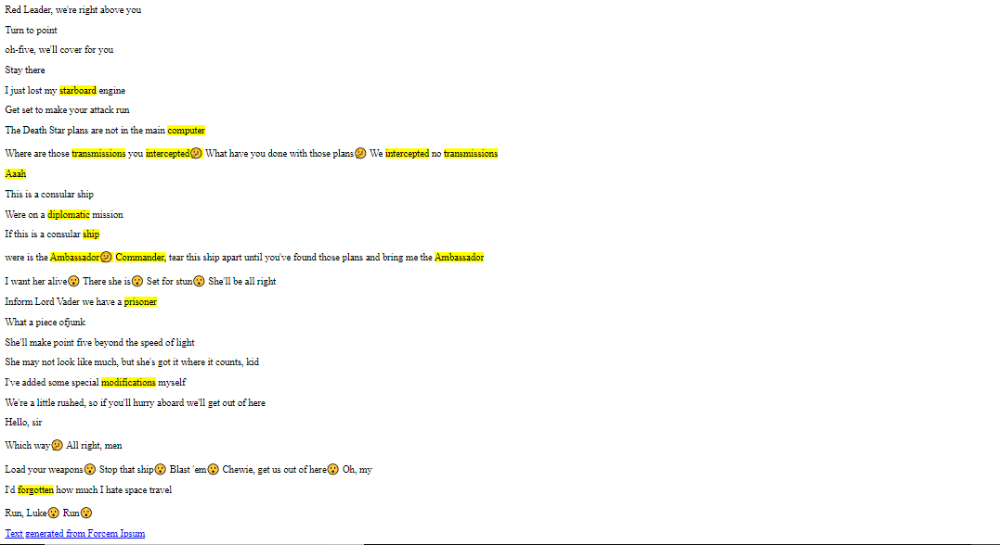 Red Leader, we're right above you
Turn to point
oh-five, we'll cover for you
Stay there
I just lost my starboard engine
Get set to make your attack run
The Death Star plans are not in the main computer
Where are those transmissions you intercepted🤔 What have you done with those plans🤔 We intercepted no transmissions
Aaah
This is a consular ship
Were on a diplomatic mission
If this is a consular ship
were is the Ambassador🤔 Commander, tear this ship apart until you've found those plans and bring me the Ambassador
I want her alive😮 There she is😮 Set for stun😮 She'll be all right
Inform Lord Vader we have a prisoner
What a piece ofjunk
She'll make point five beyond the speed of light
She may not look like much, but she's got it where it counts, kid
I've added some special modifications myself
We're a little rushed, so if you'll hurry aboard we'll get out of here
Hello, sir
Which way🤔 All right, men
Load your weapons😮 Stop that ship😮 Blast 'em😮 Chewie, get us out of here😮 Oh, my
I'd forgotten how much I hate space travel
Run, Luke😮 Run😮
Text generated from Forcem Ipsum